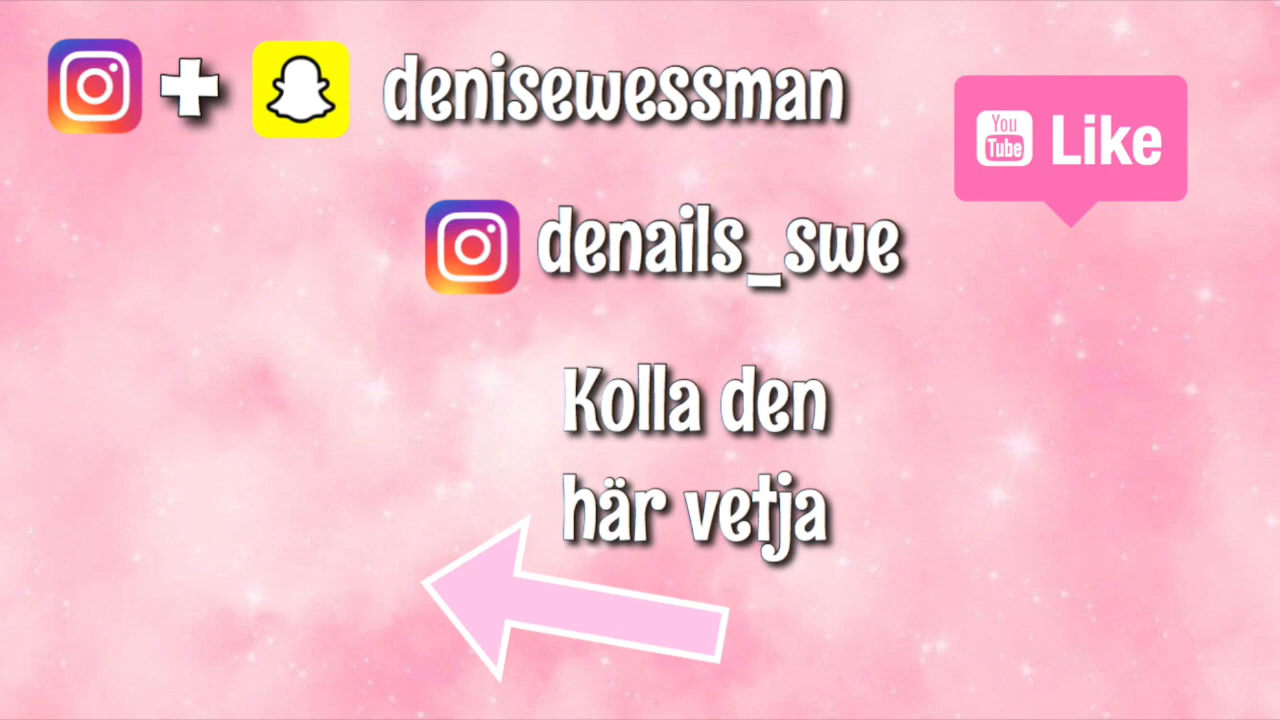 + denisewessman
You
Tube
Like
denails_swe
Kolla den
här vetja